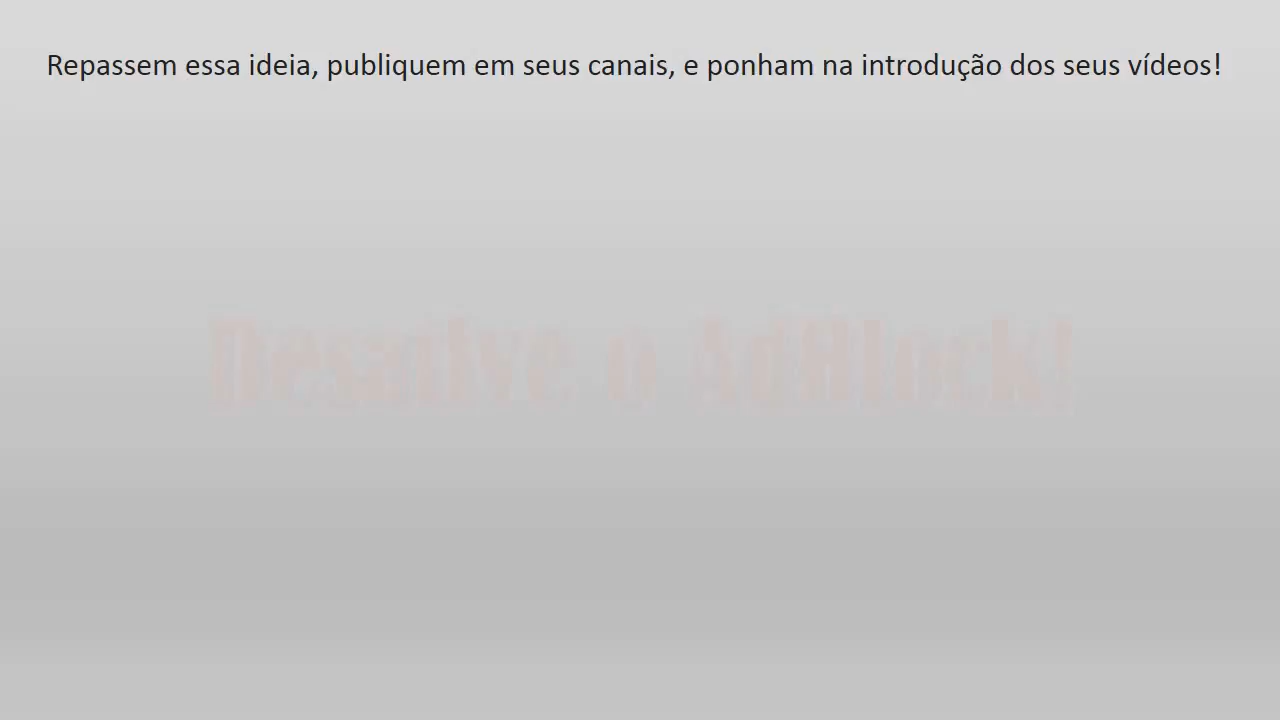 Repassem essa ideia, publiquem em seus canais, e ponham na introdução dos seus vídeos!
Desative o AdBlock!